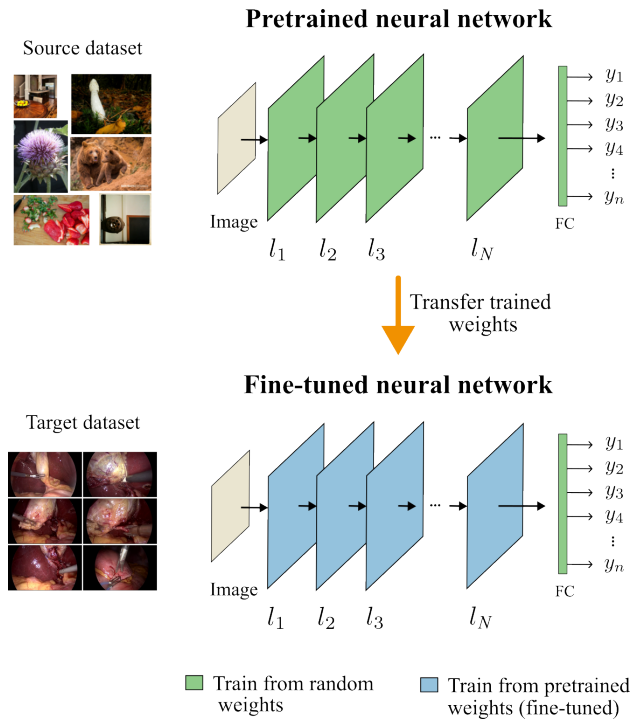 Pretrained neural network
Source dataset
Image
l1
l2
l3
...
lN
FC
y1
y2
y3
y4
⋮
yn
Transfer trained
weights
Fine-tuned neural network
Target dataset
Image
l1
l2
l3
...
lN
FC
y1
y2
y3
y4
⋮
yn
Train from random
weights
Train from pretrained
weights (fine-tuned)